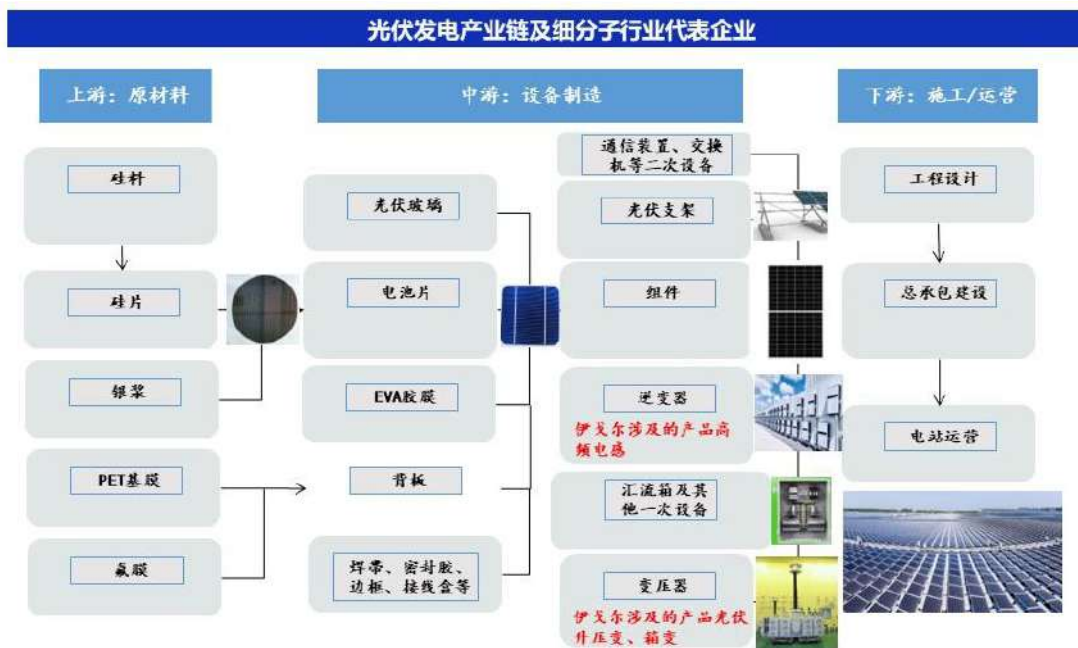 光伏发电产业链及细分子行业代表企业
上游：原材料
中游：设备制造
下游：施工/运营
硅料
硅片
银浆
PET基膜
氟膜
光伏玻璃
电池片
EVA胶膜
背板
焊带、密封胶、
边框、接线盒等
通信装置、交换
机等二次设备
光伏支架
组件
逆变器
伊戈尔涉及的产品高
频电感
汇流箱及其
他一次设备
变压器
伊戈尔涉及的产品光伏
升压变、箱变
工程设计
总承包建设
电站运营